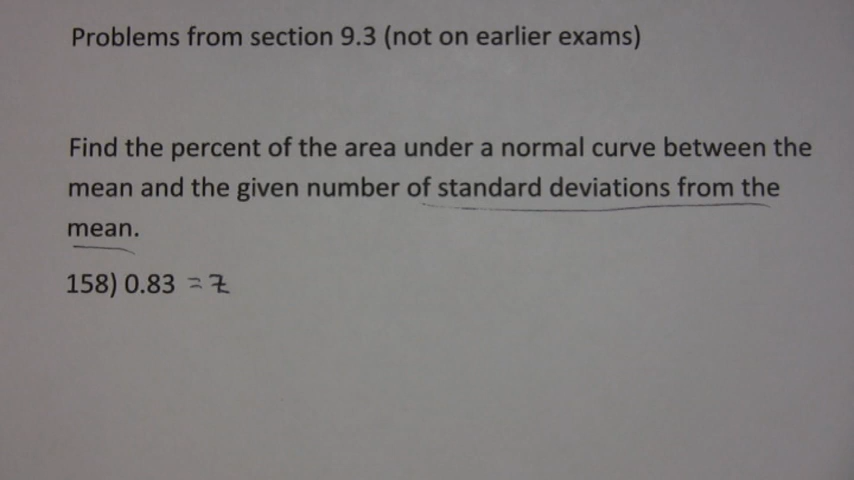 Problems from section 9.3 (not on earlier exams)
Find the percent of the area under a normal curve between the
mean and the given number of standard deviations from the
mean.
158) 0.83 = z